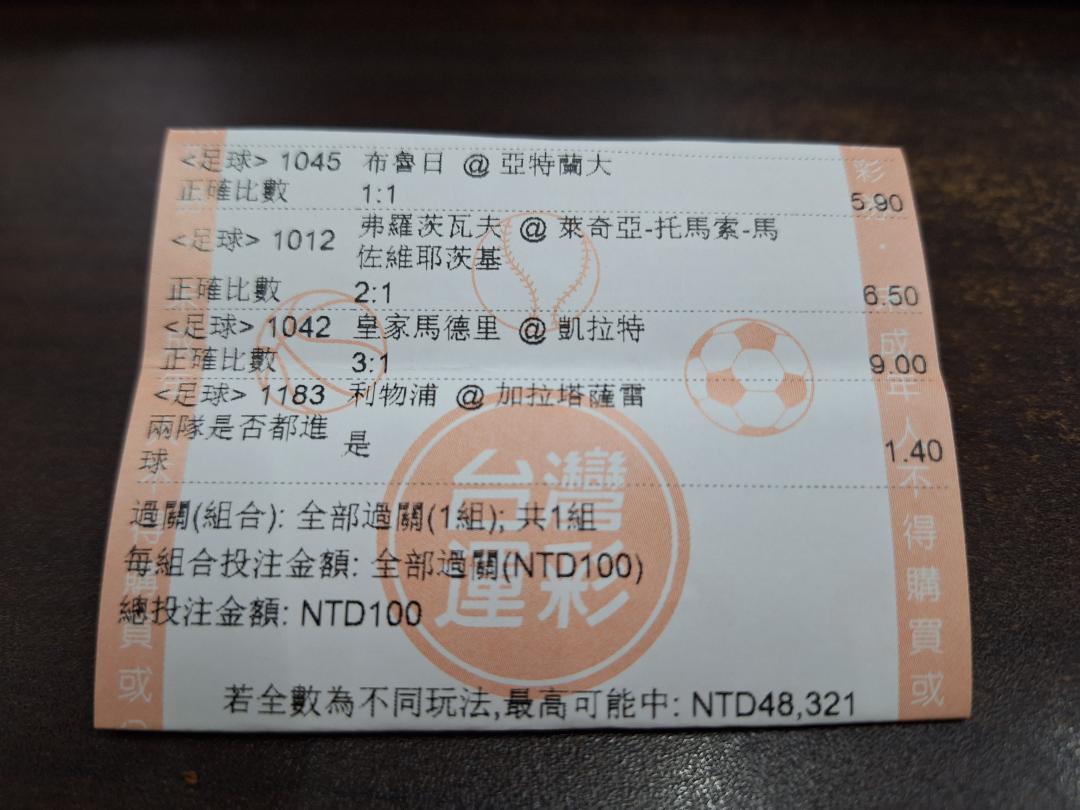 <足球> 1045 布魯日 @ 亞特蘭大
正確比數 1:1 5.90
<足球> 1012 弗羅茨瓦夫 @ 萊奇亞-托馬索-馬
佐維耶茨基
正確比數 2:1 6.50
<足球> 1042 皇家馬德里 @ 凱拉特
正確比數 3:1 9.00
<足球> 1183 利物浦 @ 加拉塔薩雷
兩隊是否都進
球 是 1.40
過關(組合): 全部過關(1組); 共1組
每組合投注金額: 全部過關(NTD100)
總投注金額: NTD100
若全數為不同玩法,最高可能中: NTD48,321
台灣
運彩
彩
成年人不得購買或
得購買或